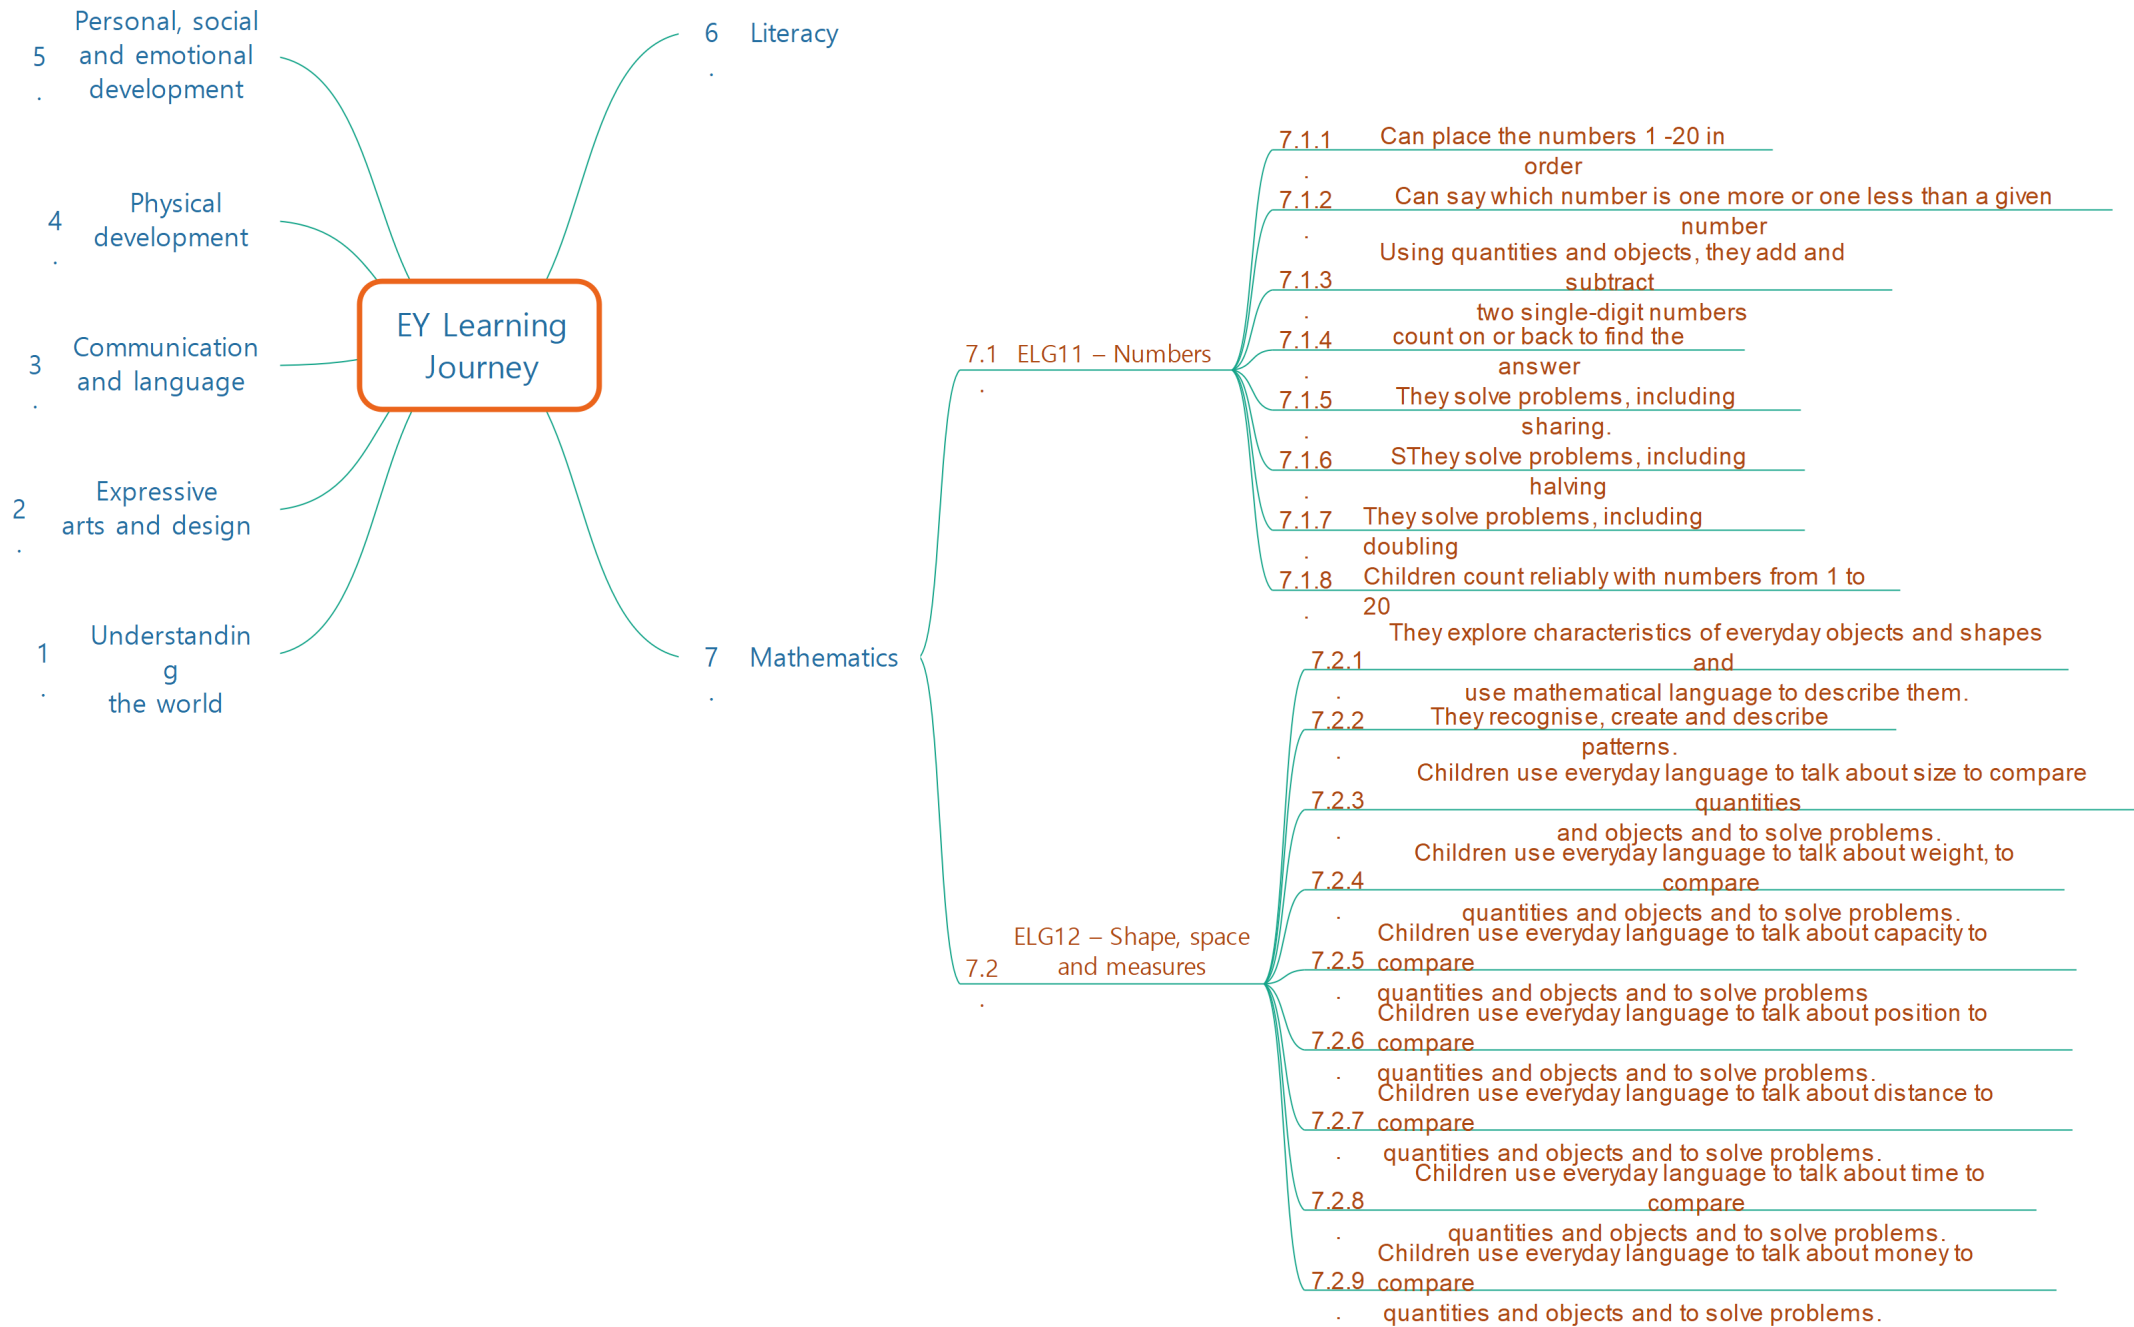 EY Learning
Journey
5
.
Personal, social
and emotional
development
4
.
Physical
development
3
.
Communication
and language
2
.
Expressive
arts and design
1
.
Understandin
g
the world
6
.
Literacy
7
.
Mathematics
7.1
.
ELG11 – Numbers
7.1.1
.
Can place the numbers 1 -20 in
order
7.1.2
.
Can say which number is one more or one less than a given
number
7.1.3
.
Using quantities and objects, they add and
subtract
two single-digit numbers
7.1.4
.
count on or back to find the
answer
7.1.5
.
They solve problems, including
sharing.
7.1.6
.
SThey solve problems, including
halving
7.1.7
.
They solve problems, including
doubling
7.1.8
.
Children count reliably with numbers from 1 to
20
7.2
.
ELG12 – Shape, space
and measures
7.2.1
.
They explore characteristics of everyday objects and shapes
and
use mathematical language to describe them.
7.2.2
.
They recognise, create and describe
patterns.
7.2.3
.
Children use everyday language to talk about size to compare
quantities
and objects and to solve problems.
7.2.4
.
Children use everyday language to talk about weight, to
compare
quantities and objects and to solve problems.
7.2.5
.
Children use everyday language to talk about capacity to
compare
quantities and objects and to solve problems
7.2.6
.
Children use everyday language to talk about position to
compare
quantities and objects and to solve problems.
7.2.7
.
Children use everyday language to talk about distance to
compare
quantities and objects and to solve problems.
7.2.8
.
Children use everyday language to talk about time to
compare
quantities and objects and to solve problems.
7.2.9
.
Children use everyday language to talk about money to
compare
quantities and objects and to solve problems.